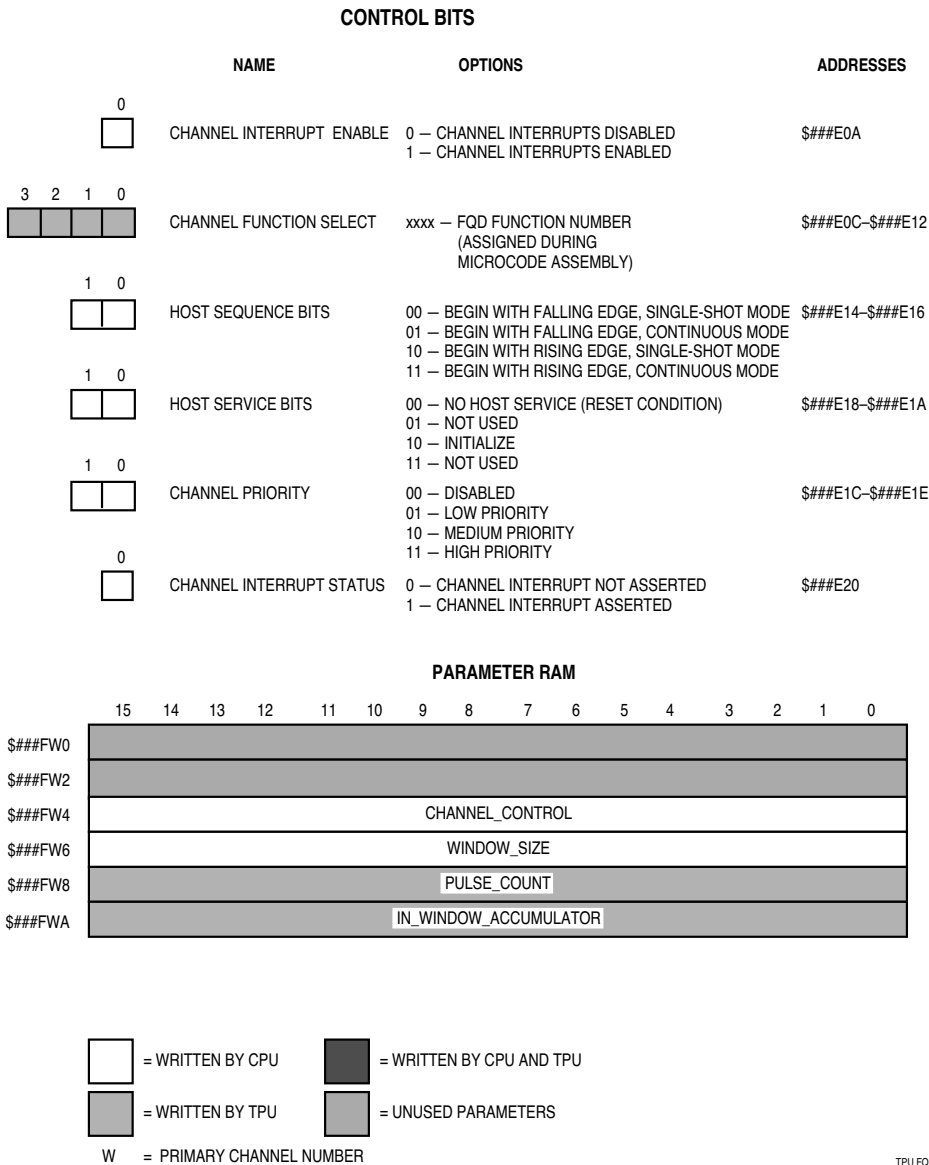 CONTROL BITS
NAME OPTIONS ADDRESSES
0
CHANNEL INTERRUPT ENABLE 0 — CHANNEL INTERRUPTS DISABLED $###E0A
1 — CHANNEL INTERRUPTS ENABLED
3 2 1 0
CHANNEL FUNCTION SELECT xxxx — FQD FUNCTION NUMBER $###E0C–$###E12
(ASSIGNED DURING
MICROCODE ASSEMBLY)
1 0
HOST SEQUENCE BITS 00 — BEGIN WITH FALLING EDGE, SINGLE-SHOT MODE $###E14–$###E16
01 — BEGIN WITH FALLING EDGE, CONTINUOUS MODE
10 — BEGIN WITH RISING EDGE, SINGLE-SHOT MODE
11 — BEGIN WITH RISING EDGE, CONTINUOUS MODE
1 0
HOST SERVICE BITS 00 — NO HOST SERVICE (RESET CONDITION) $###E18–$###E1A
01 — NOT USED
10 — INITIALIZE
11 — NOT USED
1 0
CHANNEL PRIORITY 00 — DISABLED $###E1C–$###E1E
01 — LOW PRIORITY
10 — MEDIUM PRIORITY
11 — HIGH PRIORITY
0
CHANNEL INTERRUPT STATUS 0 — CHANNEL INTERRUPT NOT ASSERTED $###E20
1 — CHANNEL INTERRUPT ASSERTED
PARAMETER RAM
15 14 13 12 11 10 9 8 7 6 5 4 3 2 1 0
$###FW0
$###FW2
$###FW4 CHANNEL_CONTROL
$###FW6 WINDOW_SIZE
$###FW8 PULSE_COUNT
$###FWA IN_WINDOW_ACCUMULATOR
= WRITTEN BY CPU = WRITTEN BY CPU AND TPU
= WRITTEN BY TPU = UNUSED PARAMETERS
W = PRIMARY CHANNEL NUMBER
TPU FQ